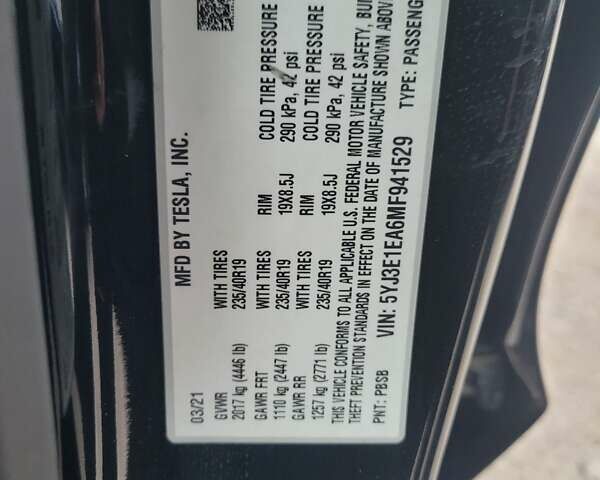 MFD BY TESLA, INC.
03/21
GVWR
2017 kg (4446 lb)
WITH TIRES
235/40R19
GAWR FRT
1110 kg (2447 lb)
WITH TIRES
235/40R19
RIM
19X8.5J
COLD TIRE PRESSURE
290 kPa, 42 psi
GAWR RR
1257 kg (2771 lb)
WITH TIRES
235/40R19
RIM
19X8.5J
COLD TIRE PRESSURE
290 kPa, 42 psi
THIS VEHICLE CONFORMS TO ALL APPLICABLE U.S. FEDERAL MOTOR VEHICLE SAFETY, BU
THEFT PREVENTION STANDARDS IN EFFECT ON THE DATE OF MANUFACTURE SHOWN ABOV
PNT: PBSB
VIN: 5YJ3E1EA6MF941529
TYPE: PASSENG